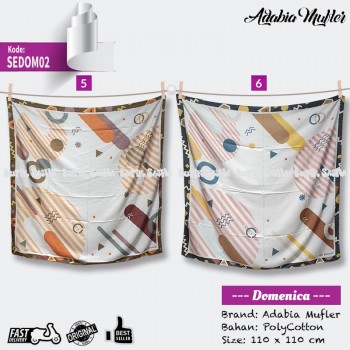 Kode:
SEDOM02
Adabia Mufler
5
6
--- Domenica ---
Brand: Adabia Mufler
Bahan: PolyCotton
Size: 110 x 110 cm
FAST
DELIVERY
ORIGINAL
BEST SELLER